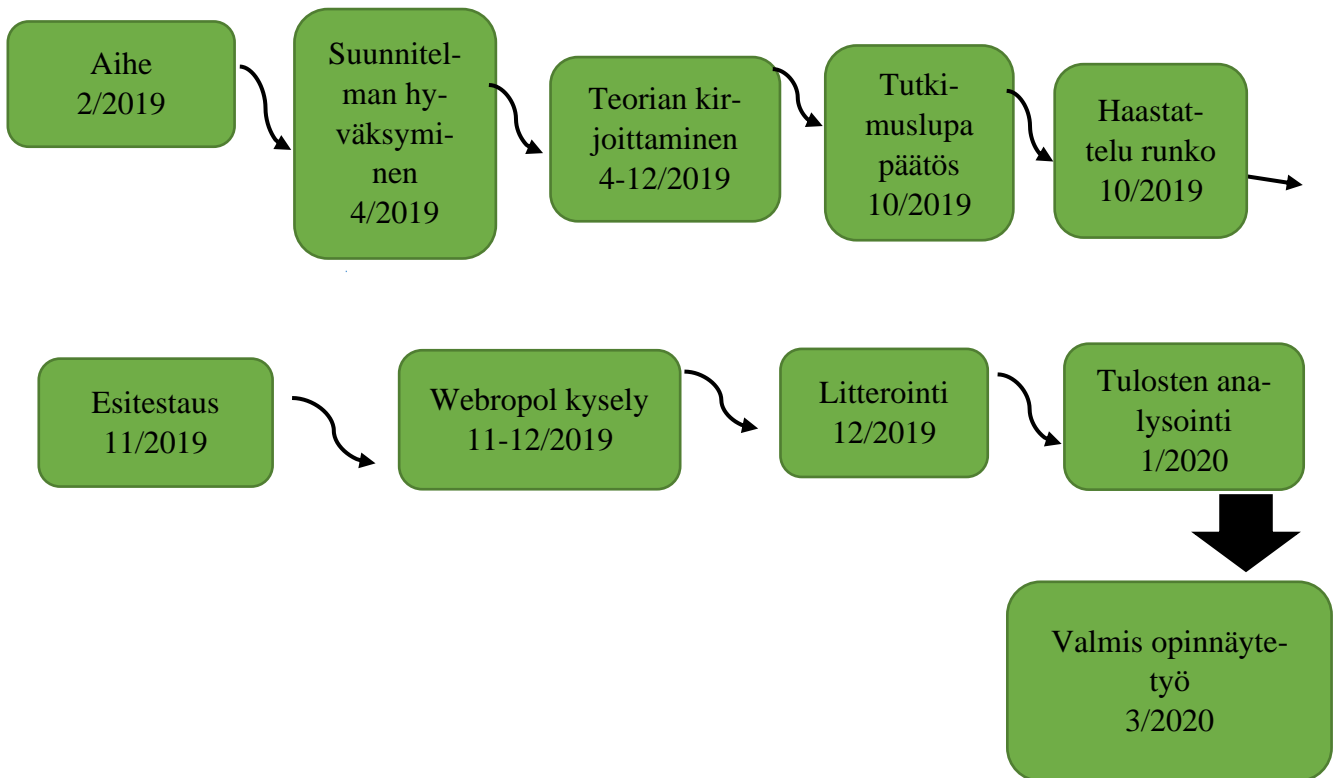 Aihe
2/2019
Suunnitel-
man hy-
väksymi-
nen
4/2019
Teorian kir-
joittaminen
4-12/2019
Tutki-
muslupa
päätös
10/2019
Haastat-
telu runko
10/2019
Esitestaus
11/2019
Webropol kysely
11-12/2019
Litterointi
12/2019
Tulosten ana-
lysointi
1/2020
Valmis opinnäyte-
työ
3/2020